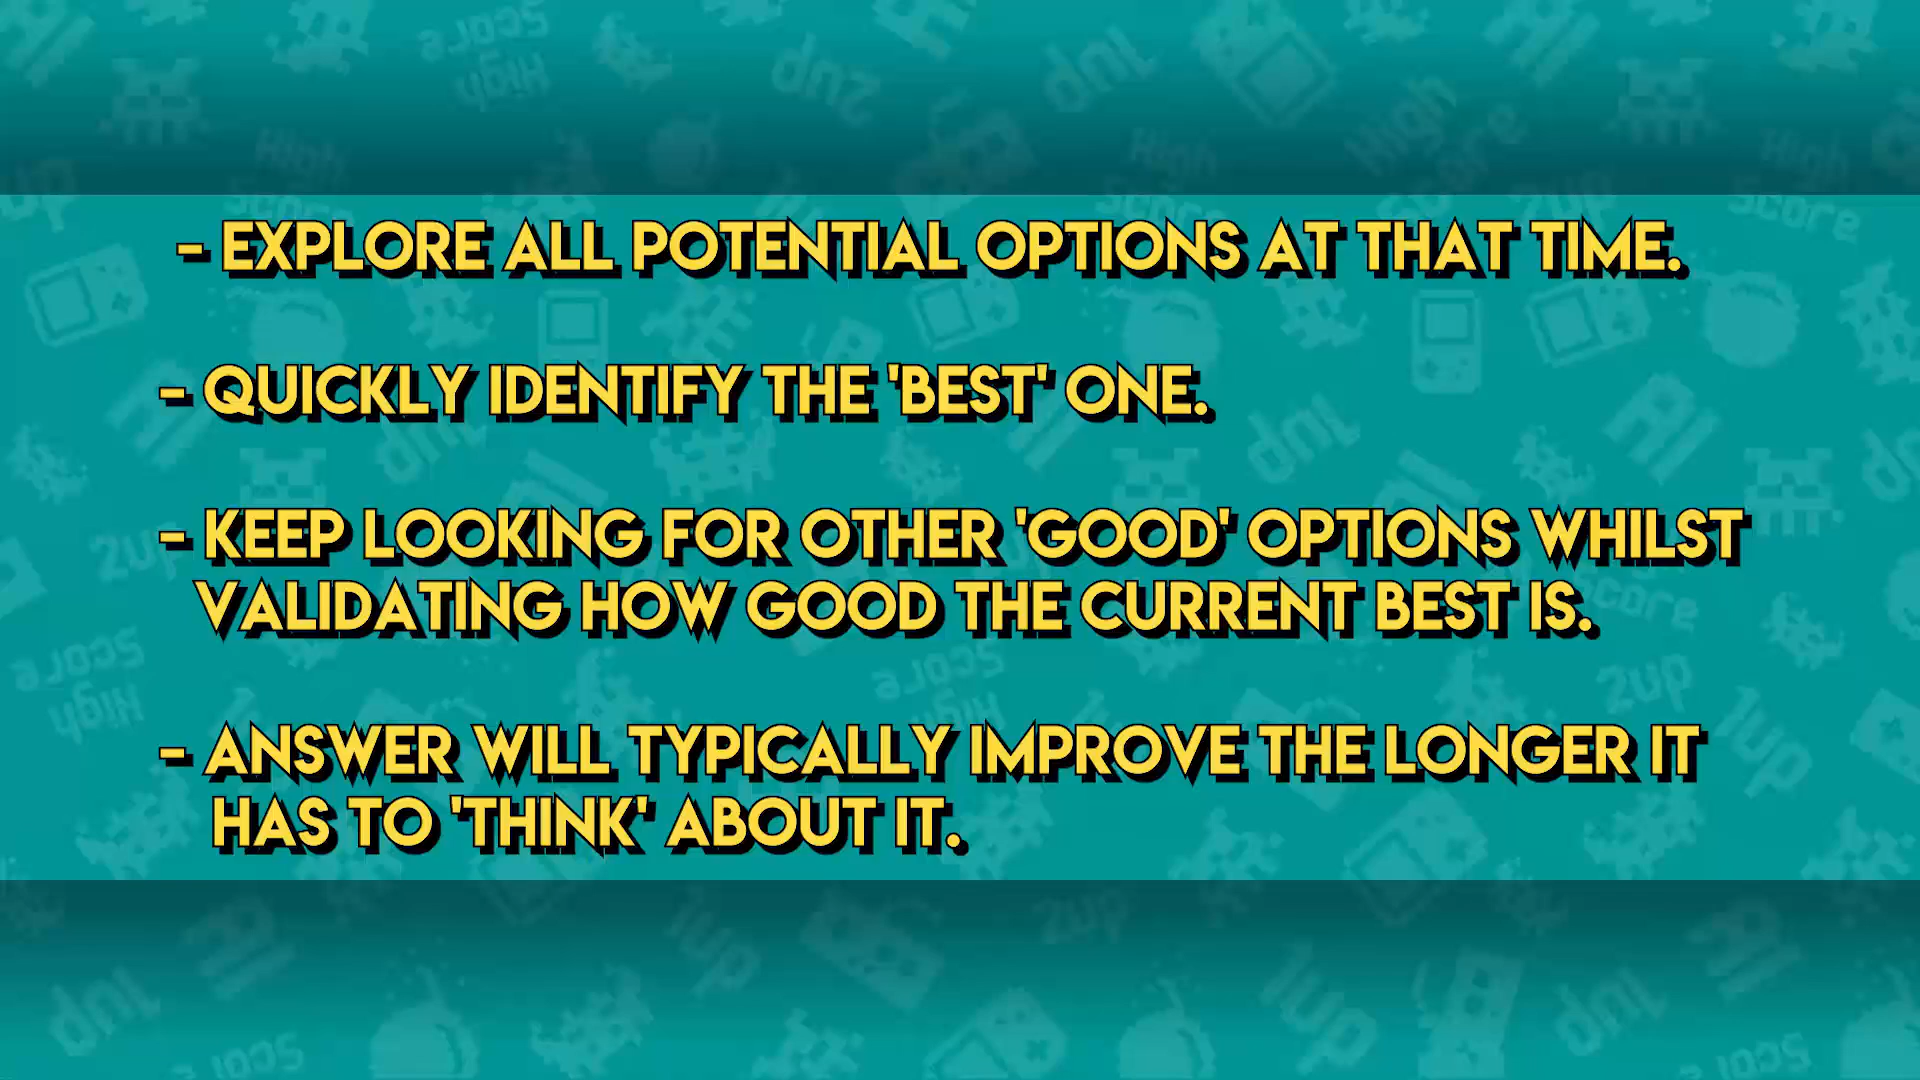 - EXPLORE ALL POTENTIAL OPTIONS AT THAT TIME.
- QUICKLY IDENTIFY THE 'BEST' ONE.
- KEEP LOOKING FOR OTHER 'GOOD' OPTIONS WHILST
VALIDATING HOW GOOD THE CURRENT BEST IS.
- ANSWER WILL TYPICALLY IMPROVE THE LONGER IT
HAS TO 'THINK' ABOUT IT.